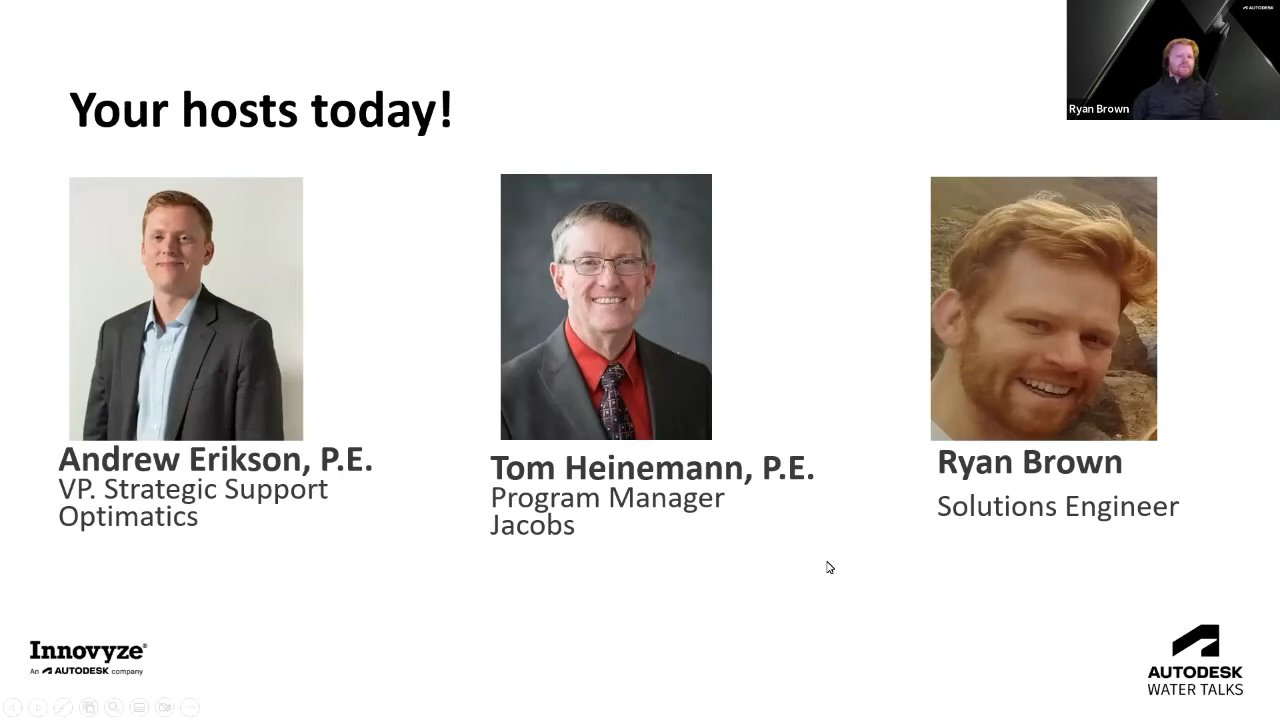 AUTODESK
Ryan Brown
Your hosts today!
Andrew Erikson, P.E.
VP. Strategic Support
Optimatics
Tom Heinemann, P.E.
Program Manager
Jacobs
Ryan Brown
Solutions Engineer
Innovyze®
An AUTODESK company
AUTODESK
WATER TALKS